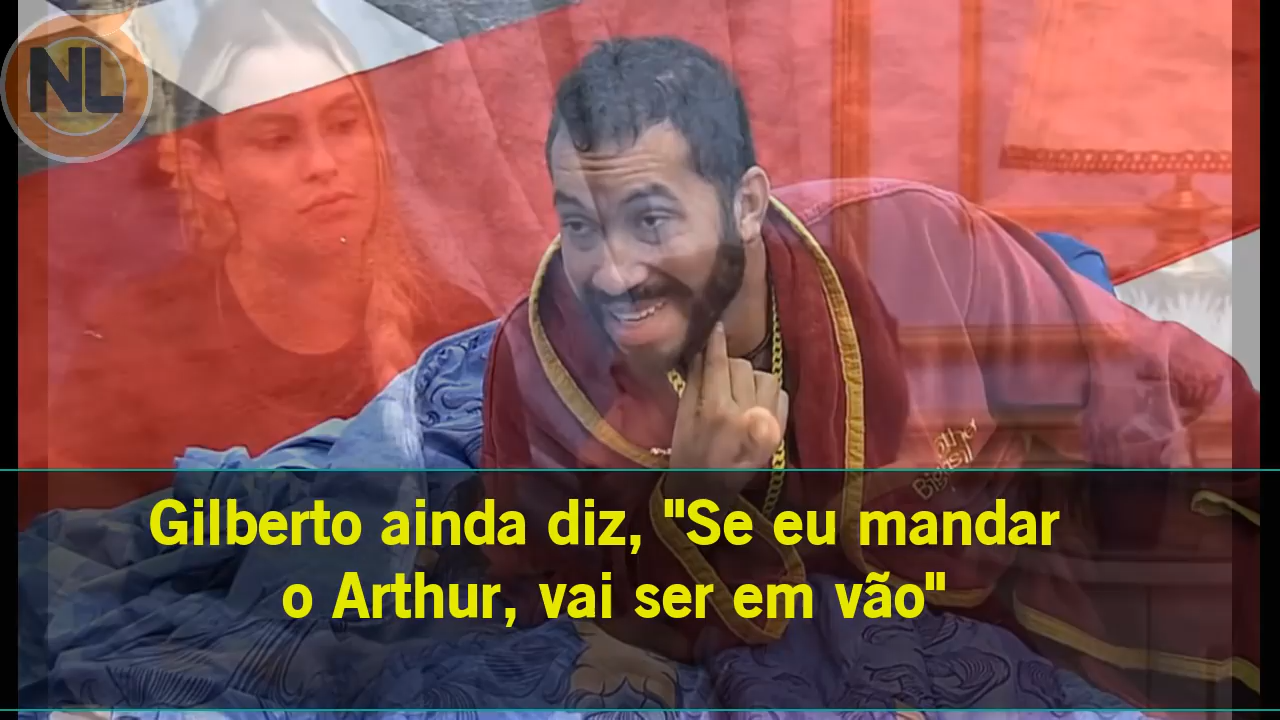 NL
Gilberto ainda diz, "Se eu mandar
o Arthur, vai ser em vão"